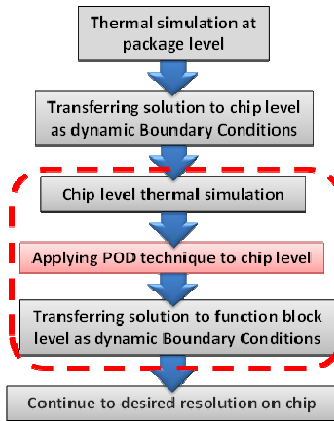 Thermal simulation at
package level
Transferring solution to chip level
as dynamic Boundary Conditions
Chip level thermal simulation
Applying POD technique to chip level
Transferring solution to function block
level as dynamic Boundary Conditions
Continue to desired resolution on chip